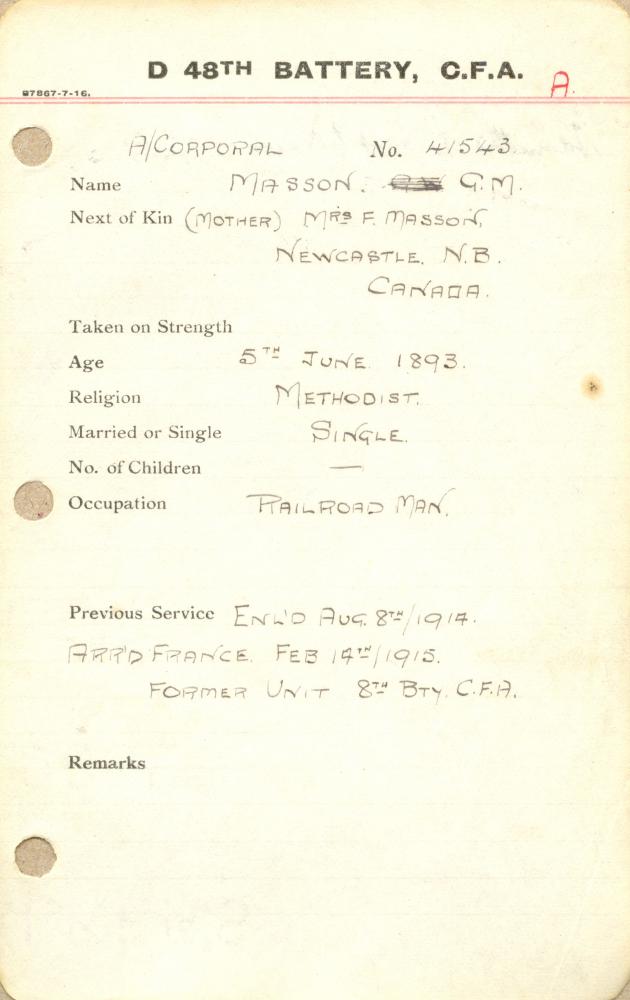 D 48TH BATTERY, C.F.A.
A.
87867-7-16.
A/CORPORAL No. 41543
Name MASSON. G.M.
Next of Kin (MOTHER) MRS F. MASSON,
NEWCASTLE. N.B.
CANADA.
Taken on Strength
Age 5TH JUNE. 1893.
Religion METHODIST.
Married or Single SINGLE.
No. of Children —
Occupation RAILROAD MAN.
Previous Service ENL'D AUG. 8TH/1914.
ARR'D FRANCE. FEB 14TH/1915.
FORMER UNIT 8TH BTY. C.F.A.
Remarks